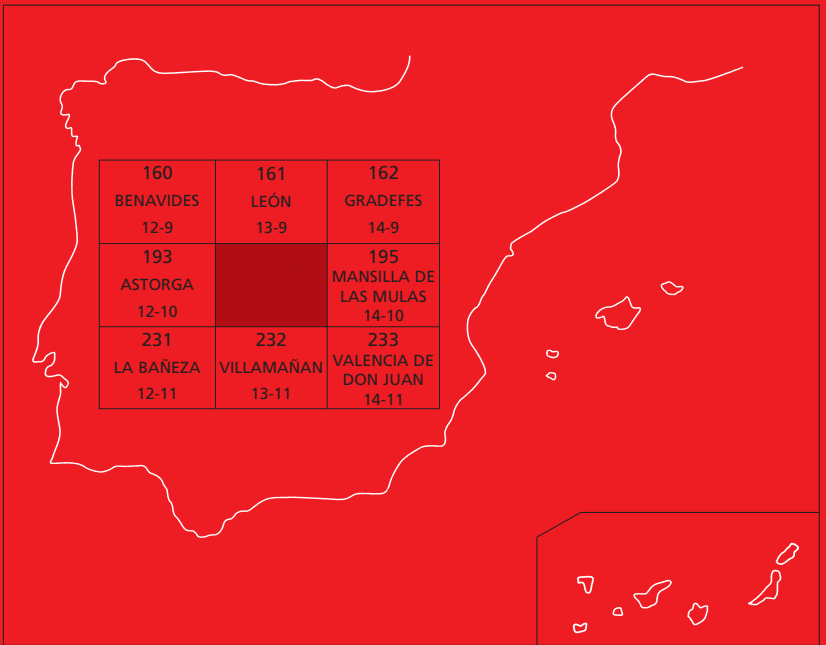 160
BENAVIDES
12-9
161
LEÓN
13-9
162
GRADEFES
14-9
193
ASTORGA
12-10
195
MANSILLA DE
LAS MULAS
14-10
231
LA BAÑEZA
12-11
232
VILLAMAÑAN
13-11
233
VALENCIA DE
DON JUAN
14-11